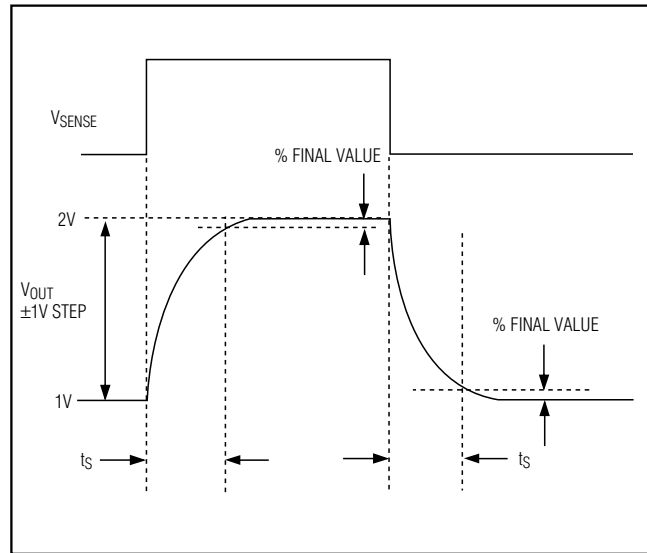 VSENSE
% FINAL VALUE
2V
VOUT
±1V STEP
% FINAL VALUE
1V
tS
tS